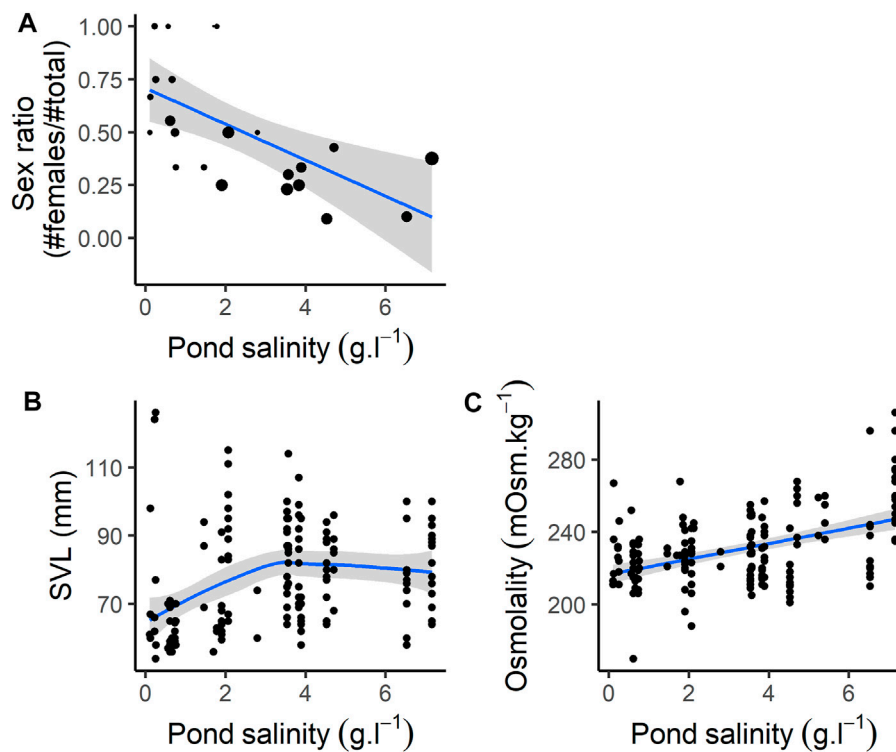 A
Sex ratio
(#females/#total)
1.00
0.75
0.50
0.25
0.00
0 2 4 6
Pond salinity (g.l⁻¹)
B
SVL (mm)
110
90
70
0 2 4 6
Pond salinity (g.l⁻¹)
C
Osmolality (mOsm.kg⁻¹)
280
240
200
0 2 4 6
Pond salinity (g.l⁻¹)